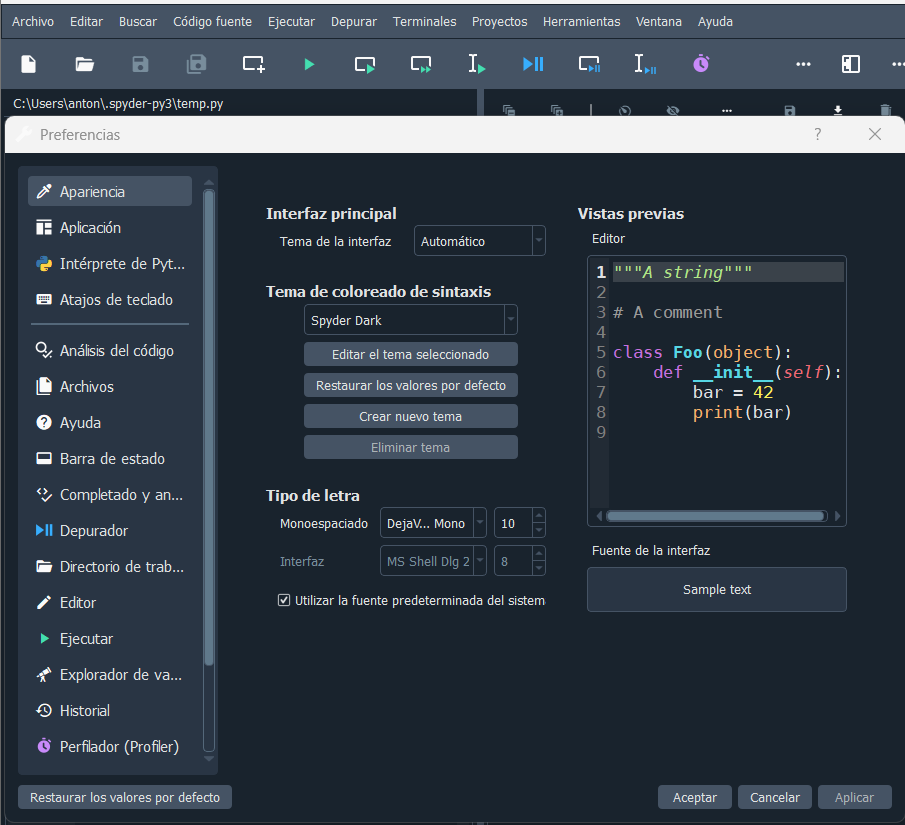 Archivo Editar Buscar Código fuente Ejecutar Depurar Terminales Proyectos Herramientas Ventana Ayuda
C:\Users\anton\.spyder-py3\temp.py
Preferencias
Apariencia
Aplicación
Intérprete de Pyt...
Atajos de teclado
Análisis del código
Archivos
Ayuda
Barra de estado
Completado y an...
Depurador
Directorio de trab...
Editor
Ejecutar
Explorador de va...
Historial
Perfilador (Profiler)
Interfaz principal
Tema de la interfaz Automático
Tema de coloreado de sintaxis
Spyder Dark
Editar el tema seleccionado
Restaurar los valores por defecto
Crear nuevo tema
Eliminar tema
Tipo de letra
Monoespaciado DejaV... Mono 10
Interfaz MS Shell Dlg 2 8
Utilizar la fuente predeterminada del sistem
Vistas previas
Editor
1 """A string"""
2
3 # A comment
4
5 class Foo(object):
6     def __init__(self):
7         bar = 42
8         print(bar)
9
Fuente de la interfaz
Sample text
Restaurar los valores por defecto Aceptar Cancelar Aplicar